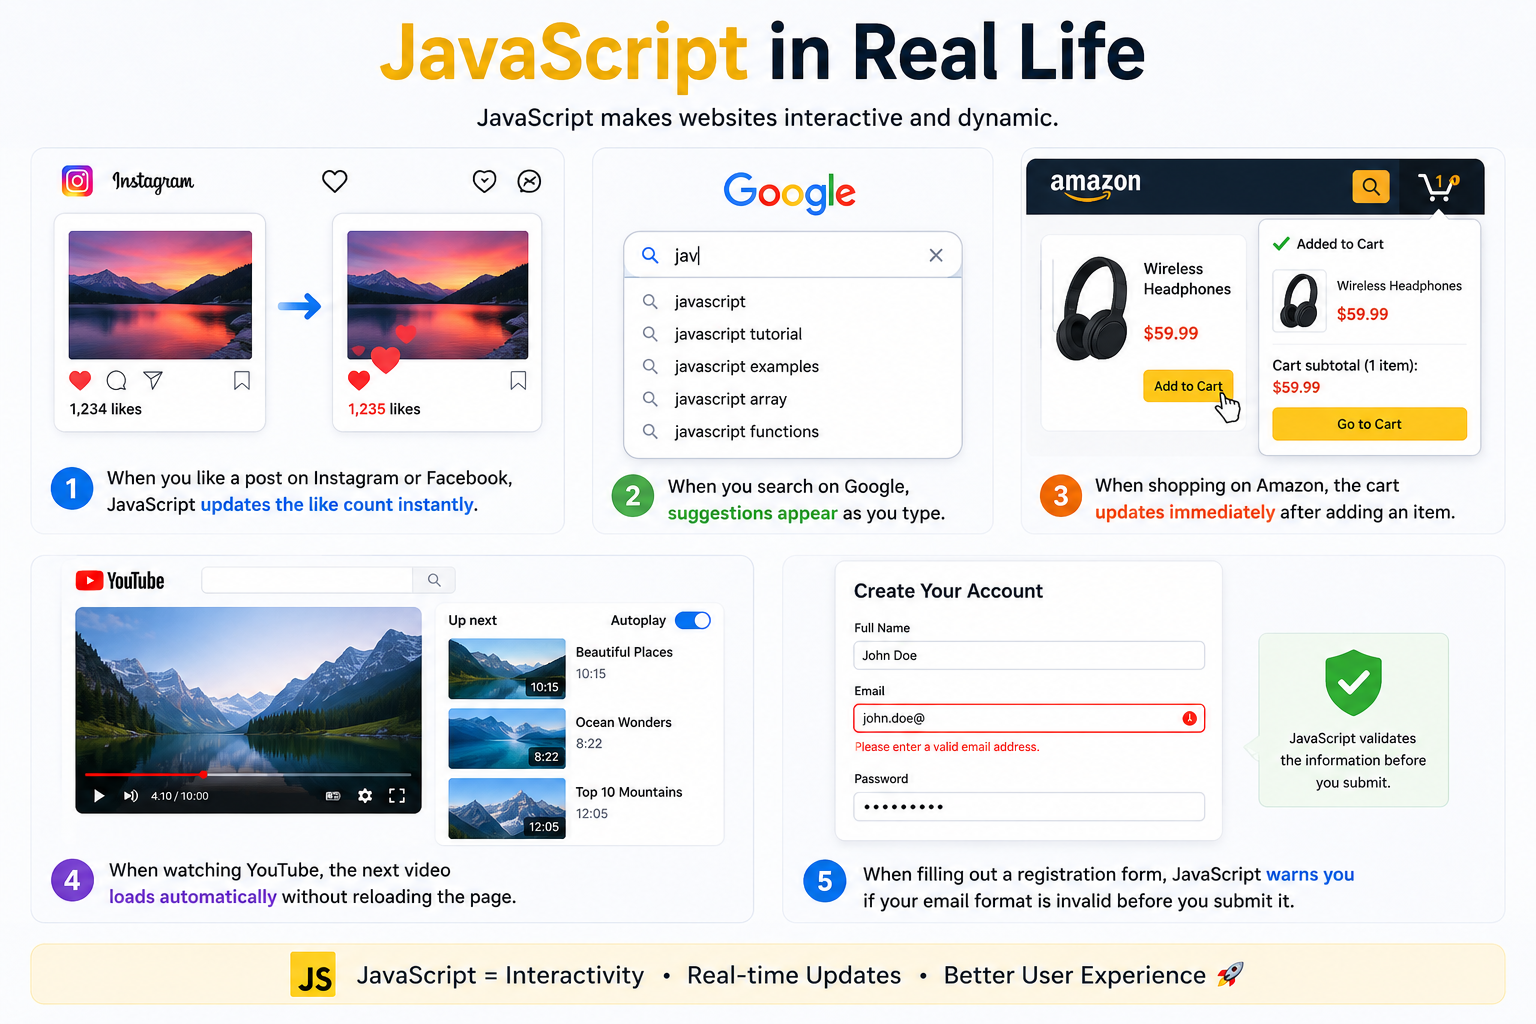 JavaScript in Real Life
JavaScript makes websites interactive and dynamic.
Instagram
1,234 likes
1,235 likes
1
When you like a post on Instagram or Facebook,
JavaScript updates the like count instantly.
Google
jav
javascript
javascript tutorial
javascript examples
javascript array
javascript functions
2
When you search on Google,
suggestions appear as you type.
amazon
1
Wireless
Headphones
$59.99
Add to Cart
Added to Cart
Wireless Headphones
$59.99
Cart subtotal (1 item):
$59.99
Go to Cart
3
When shopping on Amazon, the cart
updates immediately after adding an item.
YouTube
4.10 / 10:00
Up next
Autoplay
10:15
Beautiful Places
10:15
8:22
Ocean Wonders
8:22
12:05
Top 10 Mountains
12:05
4
When watching YouTube, the next video
loads automatically without reloading the page.
Create Your Account
Full Name
John Doe
Email
john.doe@
Please enter a valid email address.
Password
JavaScript validates
the information before
you submit.
5
When filling out a registration form, JavaScript warns you
if your email format is invalid before you submit it.
JS
JavaScript = Interactivity • Real-time Updates • Better User Experience 🚀